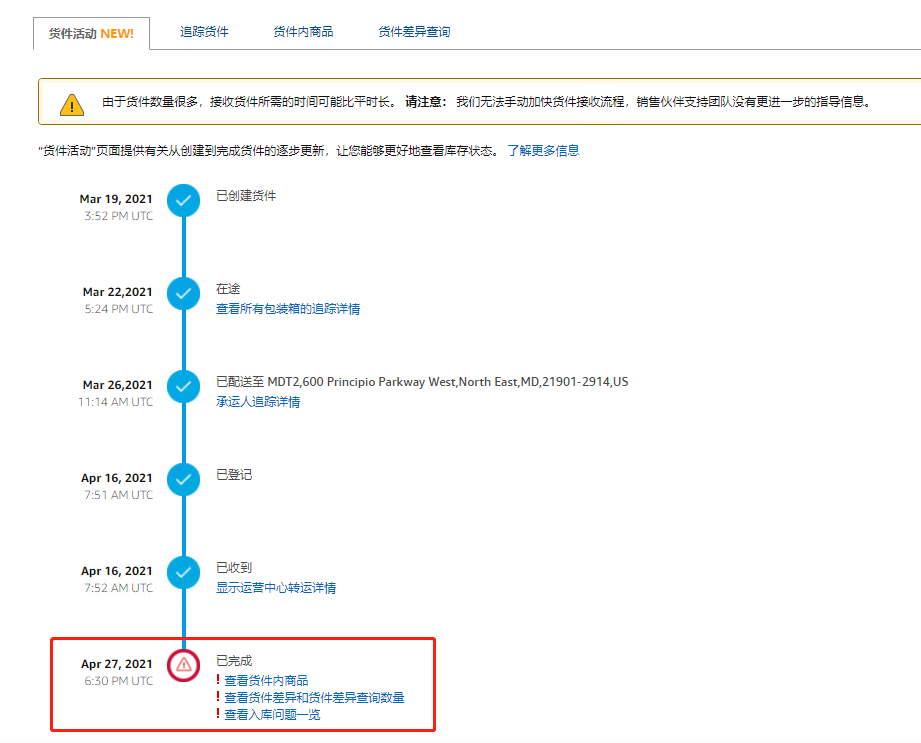 货件活动 NEW!
追踪货件
货件内商品
货件差异查询
由于货件数量很多，接收货件所需的时间可能比平时长。 请注意： 我们无法手动加快货件接收流程，销售伙伴支持团队没有更进一步的指导信息。
“货件活动”页面提供有关从创建到完成货件的逐步更新，让您能够更好地查看库存状态。 了解更多信息
Mar 19, 2021
3:52 PM UTC
已创建货件
Mar 22,2021
5:24 PM UTC
在途
查看所有包装箱的追踪详情
Mar 26,2021
11:14 AM UTC
已配送至 MDT2,600 Principio Parkway West,North East,MD,21901-2914,US
承运人追踪详情
Apr 16, 2021
7:51 AM UTC
已登记
Apr 16, 2021
7:52 AM UTC
已收到
显示运营中心转运详情
Apr 27, 2021
6:30 PM UTC
已完成
! 查看货件内商品
! 查看货件差异和货件差异查询数量
! 查看入库问题一览